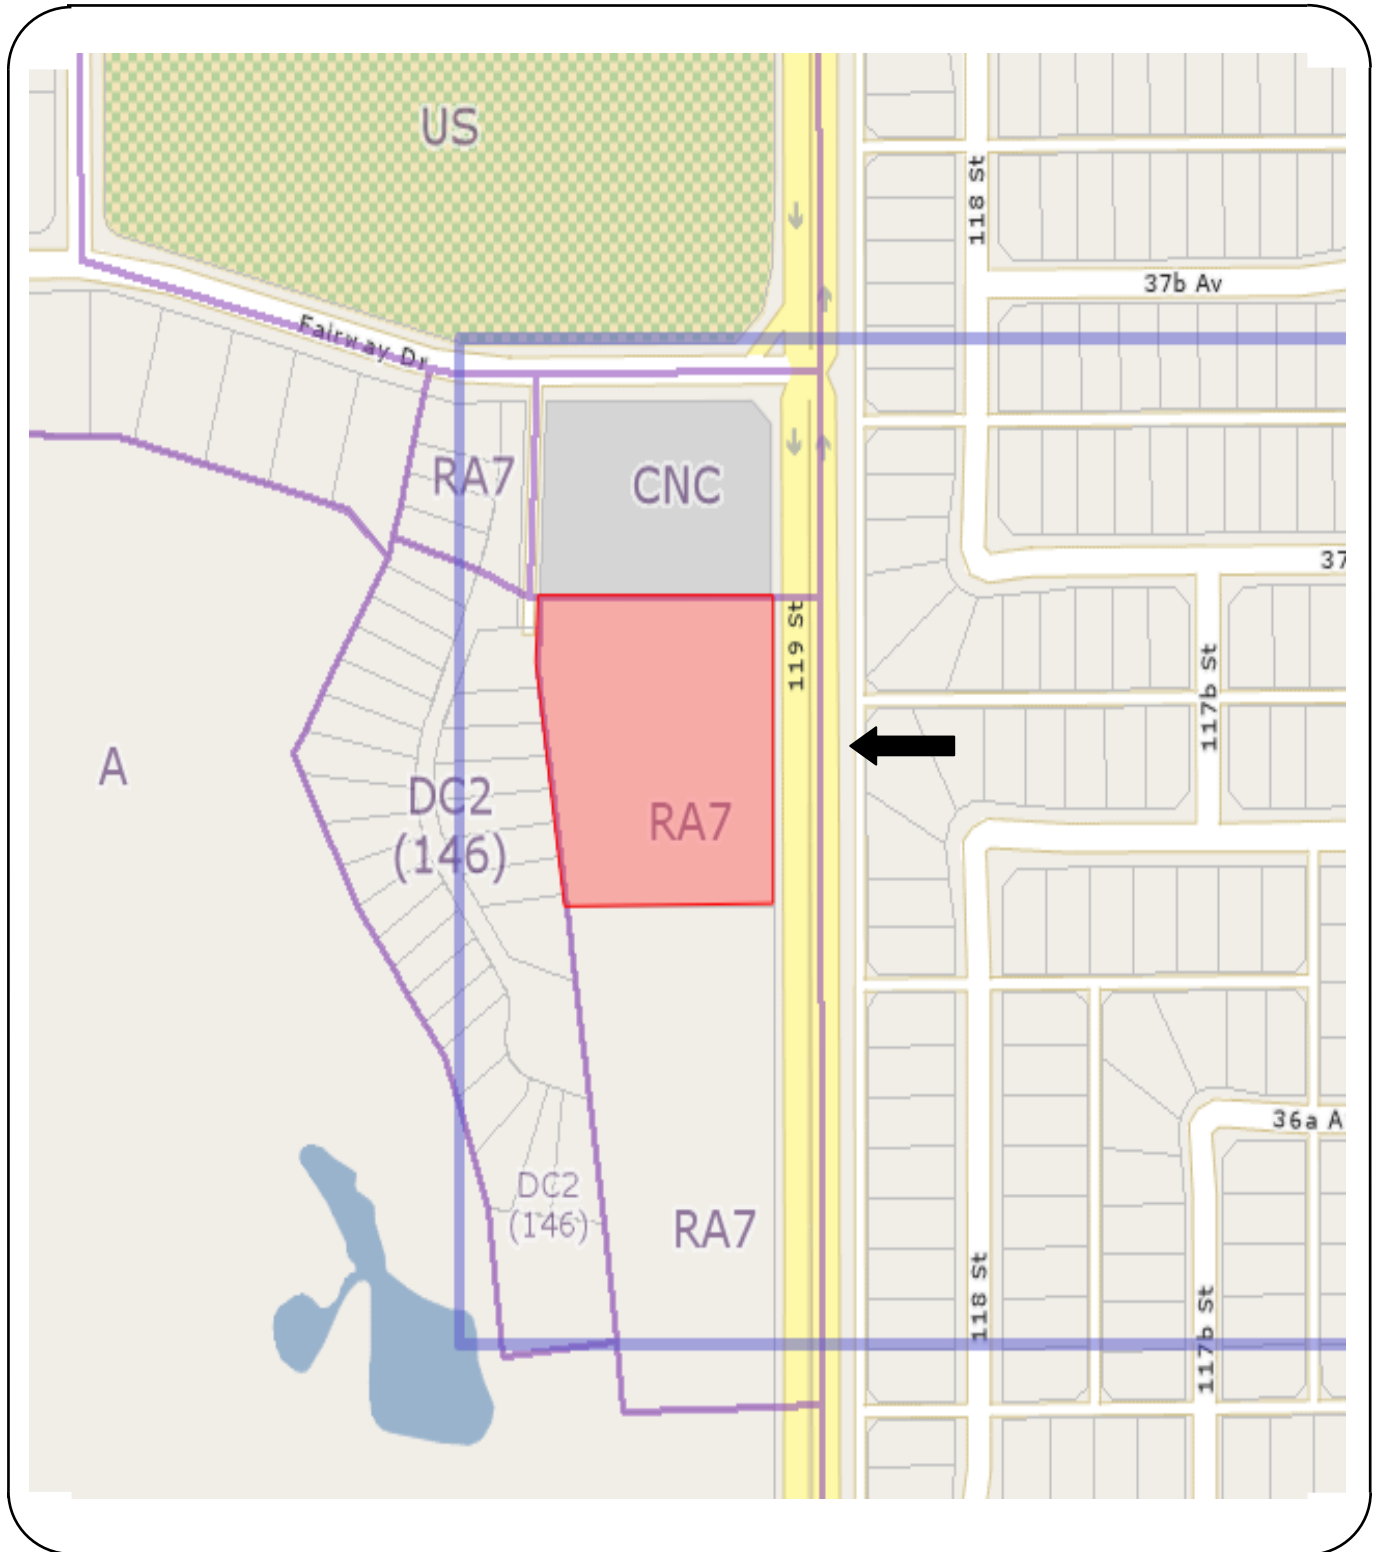 US
118 St
37b Av
Fairway Dr
RA7
CNC
37
119 St
117b St
A
DC2
(146)
RA7
36a A
DC2
(146)
RA7
118 St
117b St